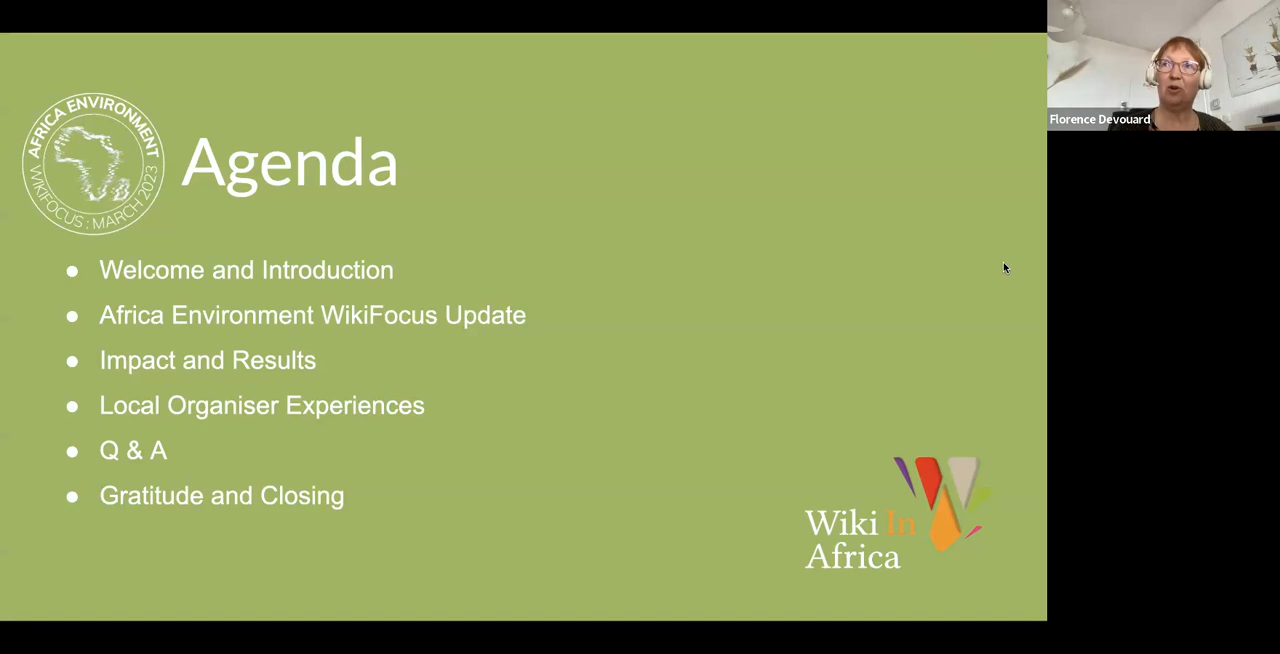 AFRICA ENVIRONMENT
WIKIFOCUS : MARCH 2023
Agenda
● Welcome and Introduction
● Africa Environment WikiFocus Update
● Impact and Results
● Local Organiser Experiences
● Q & A
● Gratitude and Closing
Wiki In
Africa
Florence Devouard